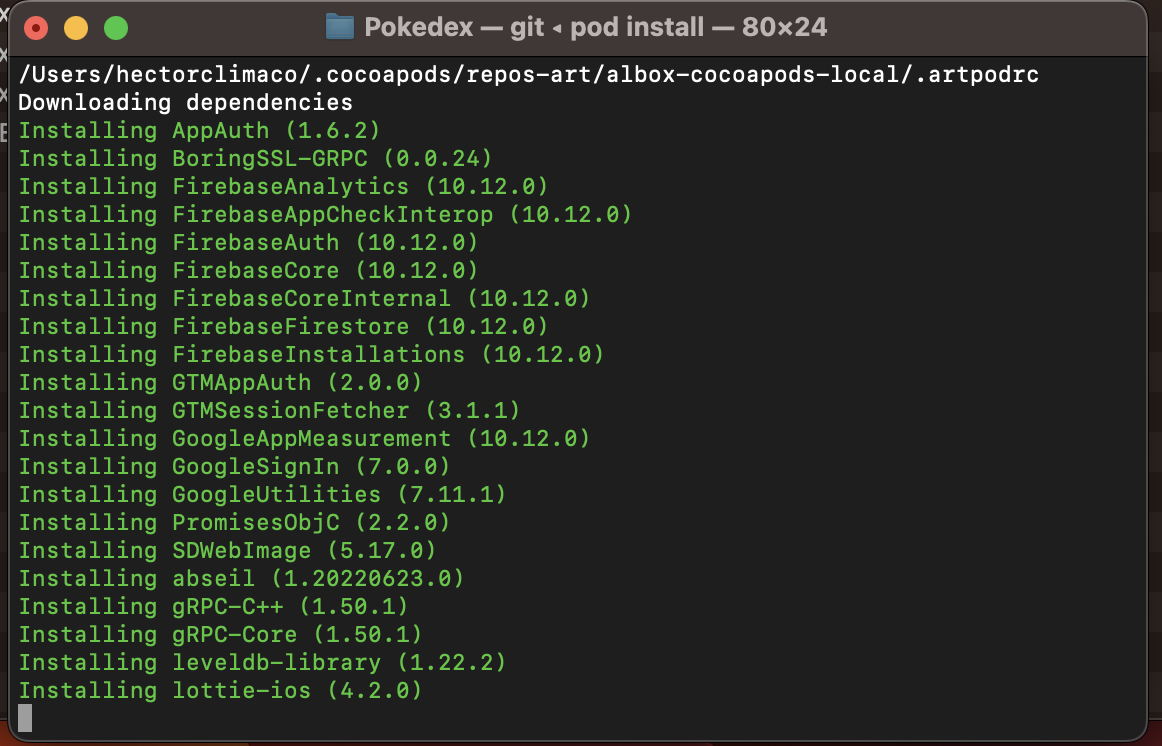 Pokedex — git ◂ pod install — 80×24
/Users/hectorclimaco/.cocoapods/repos-art/albox-cocoapods-local/.artpodrc
Downloading dependencies
Installing AppAuth (1.6.2)
Installing BoringSSL-GRPC (0.0.24)
Installing FirebaseAnalytics (10.12.0)
Installing FirebaseAppCheckInterop (10.12.0)
Installing FirebaseAuth (10.12.0)
Installing FirebaseCore (10.12.0)
Installing FirebaseCoreInternal (10.12.0)
Installing FirebaseFirestore (10.12.0)
Installing FirebaseInstallations (10.12.0)
Installing GTMAppAuth (2.0.0)
Installing GTMSessionFetcher (3.1.1)
Installing GoogleAppMeasurement (10.12.0)
Installing GoogleSignIn (7.0.0)
Installing GoogleUtilities (7.11.1)
Installing PromisesObjC (2.2.0)
Installing SDWebImage (5.17.0)
Installing abseil (1.20220623.0)
Installing gRPC-C++ (1.50.1)
Installing gRPC-Core (1.50.1)
Installing leveldb-library (1.22.2)
Installing lottie-ios (4.2.0)